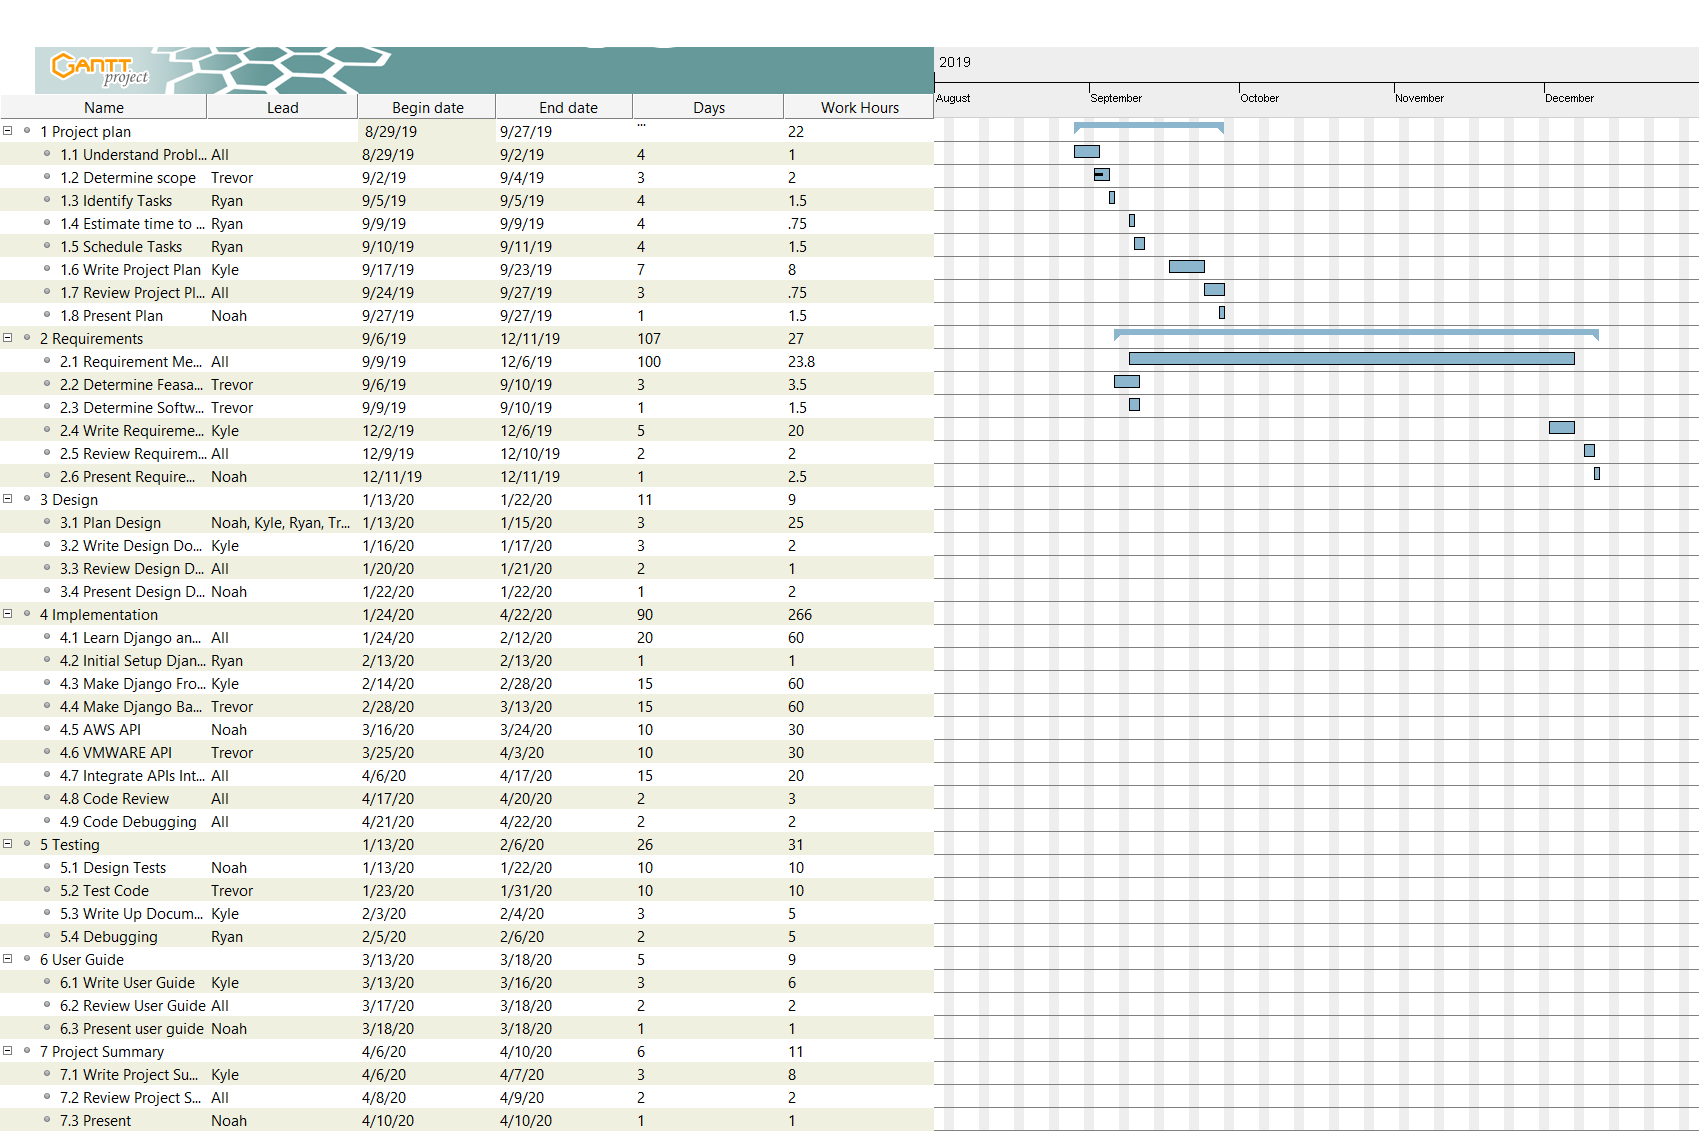 GANTT
project
2019
August September October November December
Name Lead Begin date End date Days Work Hours
1 Project plan 8/29/19 9/27/19 ... 22
1.1 Understand Probl... All 8/29/19 9/2/19 4 1
1.2 Determine scope Trevor 9/2/19 9/4/19 3 2
1.3 Identify Tasks Ryan 9/5/19 9/5/19 4 1.5
1.4 Estimate time to ... Ryan 9/9/19 9/9/19 4 .75
1.5 Schedule Tasks Ryan 9/10/19 9/11/19 4 1.5
1.6 Write Project Plan Kyle 9/17/19 9/23/19 7 8
1.7 Review Project Pl... All 9/24/19 9/27/19 3 .75
1.8 Present Plan Noah 9/27/19 9/27/19 1 1.5
2 Requirements 9/6/19 12/11/19 107 27
2.1 Requirement Me... All 9/9/19 12/6/19 100 23.8
2.2 Determine Feasa... Trevor 9/6/19 9/10/19 3 3.5
2.3 Determine Softw... Trevor 9/9/19 9/10/19 1 1.5
2.4 Write Requireme... Kyle 12/2/19 12/6/19 5 20
2.5 Review Requirem... All 12/9/19 12/10/19 2 2
2.6 Present Require... Noah 12/11/19 12/11/19 1 2.5
3 Design 1/13/20 1/22/20 11 9
3.1 Plan Design Noah, Kyle, Ryan, Tr... 1/13/20 1/15/20 3 25
3.2 Write Design Do... Kyle 1/16/20 1/17/20 3 2
3.3 Review Design D... All 1/20/20 1/21/20 2 1
3.4 Present Design D... Noah 1/22/20 1/22/20 1 2
4 Implementation 1/24/20 4/22/20 90 266
4.1 Learn Django an... All 1/24/20 2/12/20 20 60
4.2 Initial Setup Djan... Ryan 2/13/20 2/13/20 1 1
4.3 Make Django Fro... Kyle 2/14/20 2/28/20 15 60
4.4 Make Django Ba... Trevor 2/28/20 3/13/20 15 60
4.5 AWS API Noah 3/16/20 3/24/20 10 30
4.6 VMWARE API Trevor 3/25/20 4/3/20 10 30
4.7 Integrate APIs Int... All 4/6/20 4/17/20 15 20
4.8 Code Review All 4/17/20 4/20/20 2 3
4.9 Code Debugging All 4/21/20 4/22/20 2 2
5 Testing 1/13/20 2/6/20 26 31
5.1 Design Tests Noah 1/13/20 1/22/20 10 10
5.2 Test Code Trevor 1/23/20 1/31/20 10 10
5.3 Write Up Docum... Kyle 2/3/20 2/4/20 3 5
5.4 Debugging Ryan 2/5/20 2/6/20 2 5
6 User Guide 3/13/20 3/18/20 5 9
6.1 Write User Guide Kyle 3/13/20 3/16/20 3 6
6.2 Review User Guide All 3/17/20 3/18/20 2 2
6.3 Present user guide Noah 3/18/20 3/18/20 1 1
7 Project Summary 4/6/20 4/10/20 6 11
7.1 Write Project Su... Kyle 4/6/20 4/7/20 3 8
7.2 Review Project S... All 4/8/20 4/9/20 2 2
7.3 Present Noah 4/10/20 4/10/20 1 1